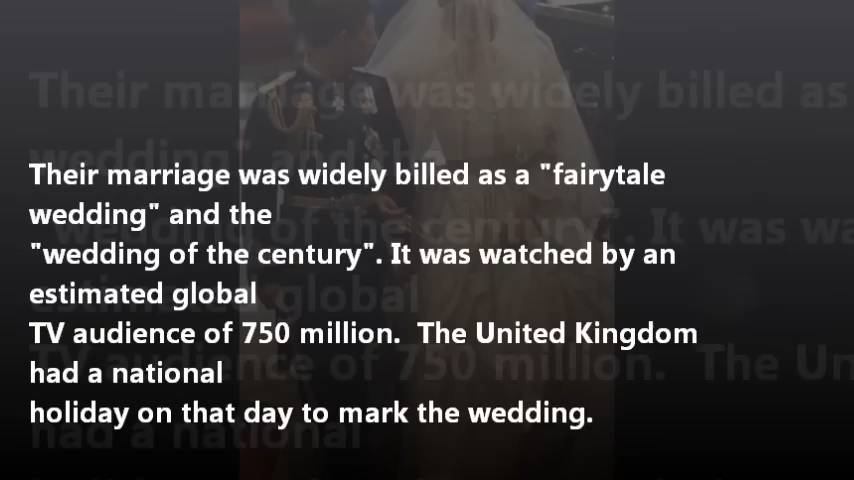 Their marriage was widely billed as a "fairytale
wedding" and the
"wedding of the century". It was watched by an
estimated global
TV audience of 750 million.  The United Kingdom
had a national
holiday on that day to mark the wedding.